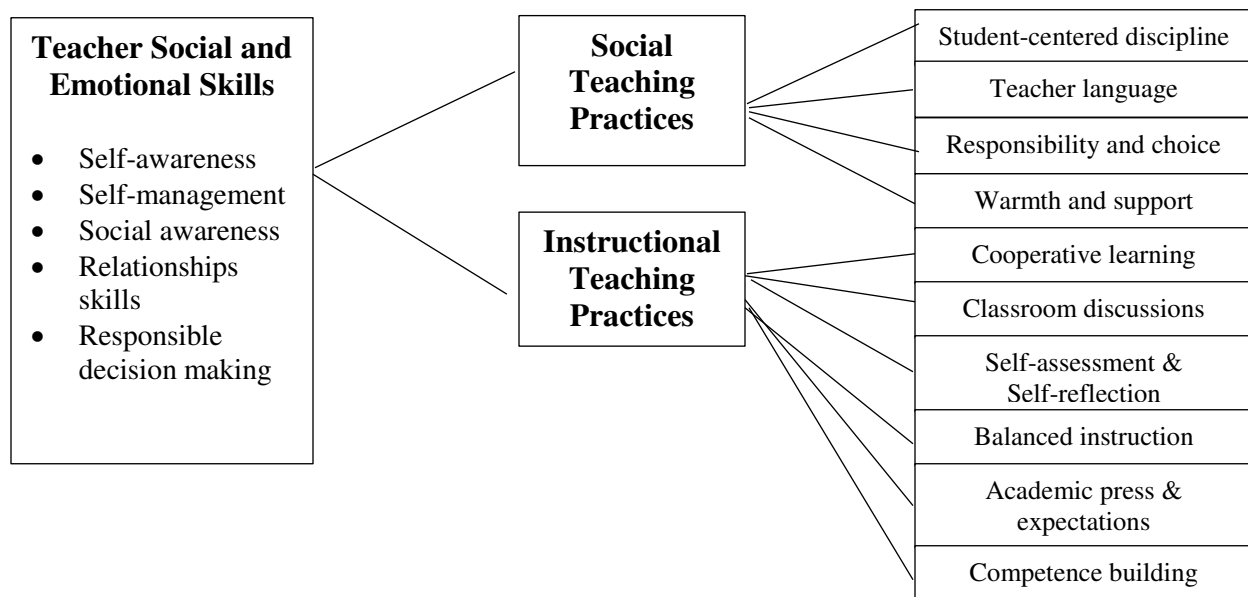 Teacher Social and
Emotional Skills
• Self-awareness
• Self-management
• Social awareness
• Relationships
skills
• Responsible
decision making
Social
Teaching
Practices
Instructional
Teaching
Practices
Student-centered discipline
Teacher language
Responsibility and choice
Warmth and support
Cooperative learning
Classroom discussions
Self-assessment &
Self-reflection
Balanced instruction
Academic press &
expectations
Competence building